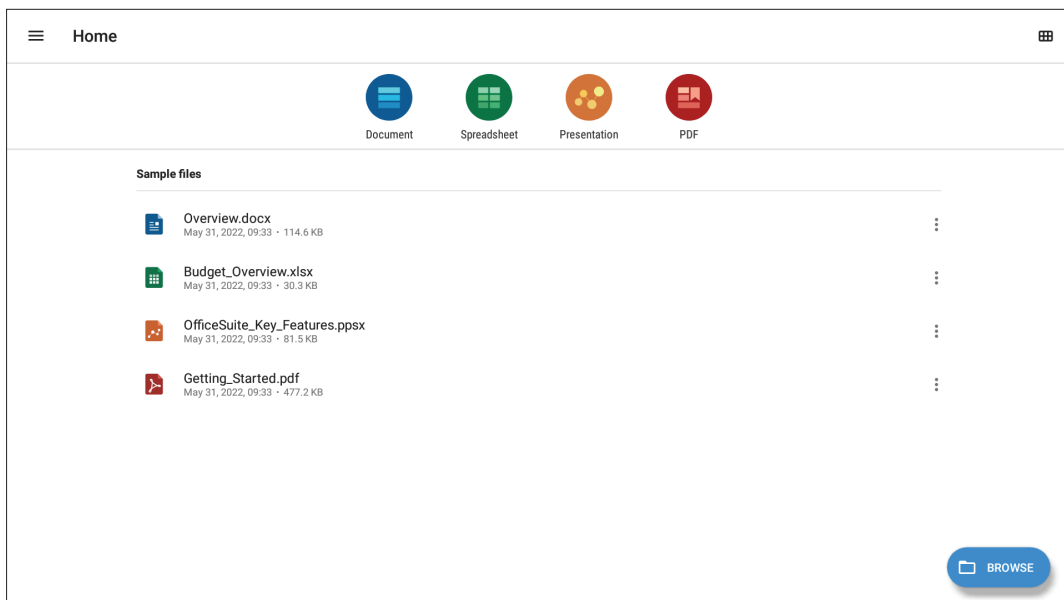 Home
Document
Spreadsheet
Presentation
PDF
Sample files
Overview.docx
May 31, 2022, 09:33 • 114.6 KB
Budget_Overview.xlsx
May 31, 2022, 09:33 • 30.3 KB
OfficeSuite_Key_Features.ppsx
May 31, 2022, 09:33 • 81.5 KB
Getting_Started.pdf
May 31, 2022, 09:33 • 477.2 KB
BROWSE